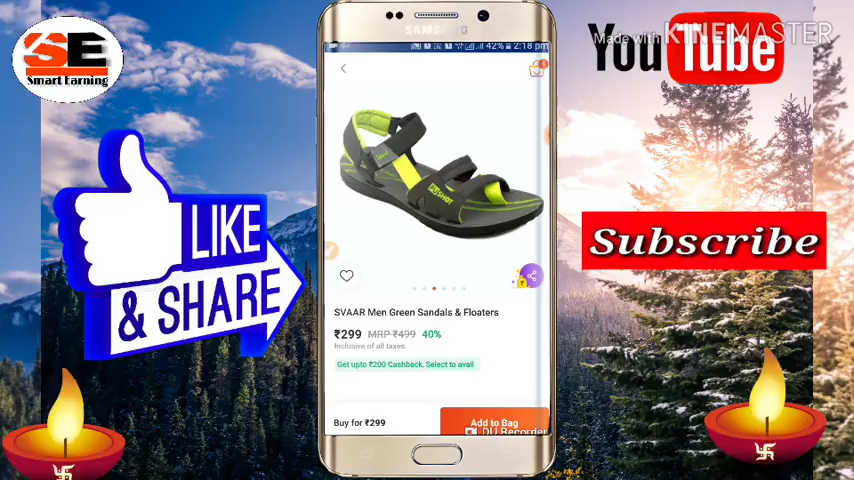 SE
Smart Earning
Made with KINEMASTER
YouTube
SAMSUNG
42% 2:18 pm
LIKE
& SHARE
Subscribe
PUSHOT
SVAAR Men Green Sandals & Floaters
₹299 MRP ₹499 40%
Inclusive of all taxes
Get upto ₹200 Cashback. Select to avail
Buy for ₹299
Add to Bag
DU Recorder